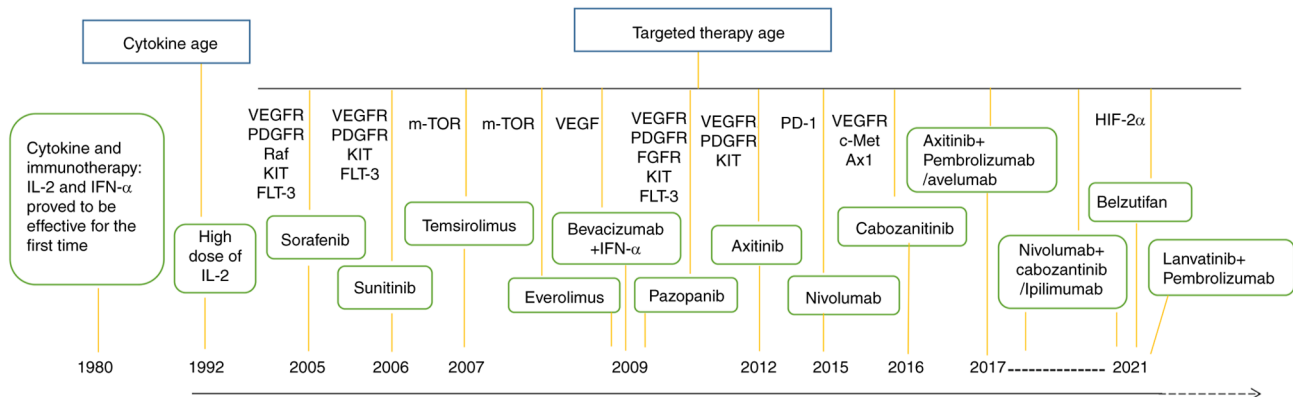 Cytokine age
Targeted therapy age
Cytokine and
immunotherapy:
IL-2 and IFN-α
proved to be
effective for the
first time
High
dose of
IL-2
VEGFR
PDGFR
Raf
KIT
FLT-3
Sorafenib
VEGFR
PDGFR
KIT
FLT-3
Sunitinib
m-TOR
Temsirolimus
m-TOR
Everolimus
VEGF
Bevacizumab
+IFN-α
VEGFR
PDGFR
FGFR
KIT
FLT-3
Pazopanib
VEGFR
PDGFR
KIT
Axitinib
PD-1
Nivolumab
VEGFR
c-Met
Ax1
Cabozanitinib
Axitinib+
Pembrolizumab
/avelumab
Nivolumab+
cabozantinib
/Ipilimumab
HIF-2α
Belzutifan
Lanvatinib+
Pembrolizumab
1980
1992
2005
2006
2007
2009
2012
2015
2016
2017
2021